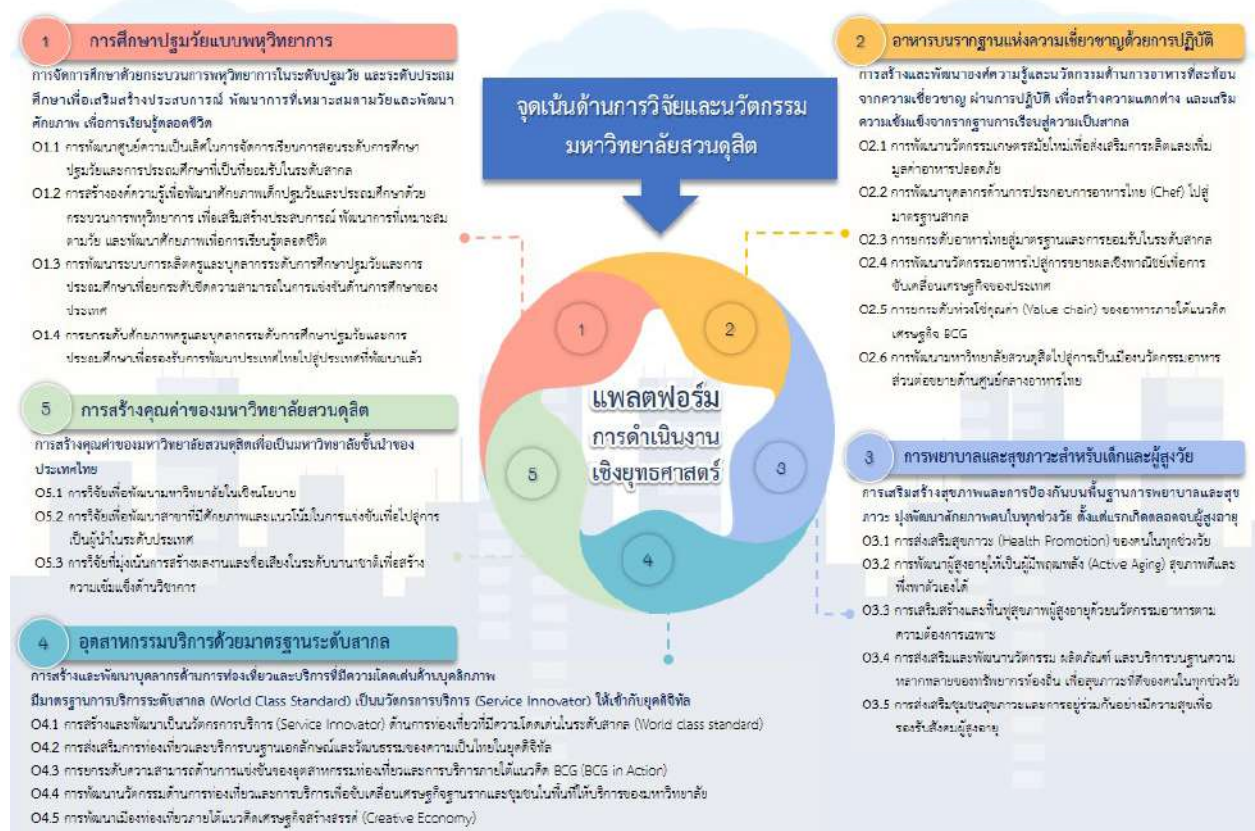 1 การศึกษาปฐมวัยแบบพหุวิทยาการ
การจัดการศึกษาด้วยกระบวนการพหุวิทยาการในระดับปฐมวัย และระดับประถม
ศึกษาเพื่อเสริมสร้างประสบการณ์ พัฒนาการที่เหมาะสมตามวัยและพัฒนา
ศักยภาพ เพื่อการเรียนรู้ตลอดชีวิต
O1.1 การพัฒนาศูนย์ความเป็นเลิศในการจัดการเรียนการสอนระดับการศึกษา
ปฐมวัยและการประถมศึกษาที่เป็นที่ยอมรับในระดับสากล
O1.2 การสร้างองค์ความรู้เพื่อพัฒนาศักยภาพเด็กปฐมวัยและประถมศึกษาด้วย
กระบวนการพหุวิทยาการ เพื่อเสริมสร้างประสบการณ์ พัฒนาการที่เหมาะสม
ตามวัย และพัฒนาศักยภาพเพื่อการเรียนรู้ตลอดชีวิต
O1.3 การพัฒนาระบบการผลิตครูและบุคลากรระดับการศึกษาปฐมวัยและการ
ประถมศึกษาเพื่อยกระดับขีดความสามารถในการแข่งขันด้านการศึกษาของ
ประเทศ
O1.4 การยกระดับศักยภาพครูและบุคลากรระดับการศึกษาปฐมวัยและการ
ประถมศึกษาเพื่อรองรับการพัฒนาประเทศไทยไปสู่ประเทศที่พัฒนาแล้ว
จุดเน้นด้านการวิจัยและนวัตกรรม
มหาวิทยาลัยสวนดุสิต
2 อาหารบนรากฐานแห่งความเชี่ยวชาญด้วยการปฏิบัติ
การสร้างและพัฒนาองค์ความรู้และนวัตกรรมด้านการอาหารที่สะท้อน
จากความเชี่ยวชาญ ผ่านการปฏิบัติ เพื่อสร้างความแตกต่าง และเสริม
ความเข้มแข็งจากรากฐานการเรือนสู่ความเป็นสากล
O2.1 การพัฒนานวัตกรรมเกษตรสมัยใหม่เพื่อส่งเสริมการผลิตและเพิ่ม
มูลค่าอาหารปลอดภัย
O2.2 การพัฒนาบุคลากรด้านการประกอบการอาหารไทย (Chef) ไปสู่
มาตรฐานสากล
O2.3 การยกระดับอาหารไทยสู่มาตรฐานและการยอมรับในระดับสากล
O2.4 การพัฒนานวัตกรรมอาหารไปสู่การขยายผลเชิงพาณิชย์เพื่อการ
ขับเคลื่อนเศรษฐกิจของประเทศ
O2.5 การยกระดับห่วงโซ่คุณค่า (Value chain) ของอาหารภายใต้แนวคิด
เศรษฐกิจ BCG
O2.6 การพัฒนามหาวิทยาลัยสวนดุสิตไปสู่การเป็นเมืองนวัตกรรมอาหาร
ส่วนต่อขยายด้านศูนย์กลางอาหารไทย
1
2
3
4
5
แพลตฟอร์ม
การดำเนินงาน
เชิงยุทธศาสตร์
5 การสร้างคุณค่าของมหาวิทยาลัยสวนดุสิต
การสร้างคุณค่าของมหาวิทยาลัยสวนดุสิตเพื่อเป็นมหาวิทยาลัยชั้นนำของ
ประเทศไทย
O5.1 การวิจัยเพื่อพัฒนามหาวิทยาลัยในเชิงนโยบาย
O5.2 การวิจัยเพื่อพัฒนาสาขาที่มีศักยภาพและแนวโน้มในการแข่งขันเพื่อไปสู่การ
เป็นผู้นำในระดับประเทศ
O5.3 การวิจัยที่มุ่งเน้นการสร้างผลงานและชื่อเสียงในระดับนานาชาติเพื่อสร้าง
ความเข้มแข็งด้านวิชาการ
3 การพยาบาลและสุขภาวะสำหรับเด็กและผู้สูงวัย
การเสริมสร้างสุขภาพและการป้องกันบนพื้นฐานการพยาบาลและสุข
ภาวะ มุ่งพัฒนาศักยภาพคนในทุกช่วงวัย ตั้งแต่แรกเกิดตลอดจนผู้สูงอายุ
O3.1 การส่งเสริมสุขภาวะ (Health Promotion) ของคนในทุกช่วงวัย
O3.2 การพัฒนาผู้สูงอายุให้เป็นผู้มีพฤฒพลัง (Active Aging) สุขภาพดีและ
พึ่งพาตัวเองได้
O3.3 การเสริมสร้างและฟื้นฟูสุขภาพผู้สูงอายุด้วยนวัตกรรมอาหารตาม
ความต้องการเฉพาะ
O3.4 การส่งเสริมและพัฒนานวัตกรรม ผลิตภัณฑ์ และบริการบนฐานความ
หลากหลายของทรัพยากรท้องถิ่น เพื่อสุขภาวะที่ดีของคนในทุกช่วงวัย
O3.5 การส่งเสริมชุมชนสุขภาวะและการอยู่ร่วมกันอย่างมีความสุขเพื่อ
รองรับสังคมผู้สูงอายุ
4 อุตสาหกรรมบริการด้วยมาตรฐานระดับสากล
การสร้างและพัฒนาบุคลากรด้านการท่องเที่ยวและบริการที่มีความโดดเด่นด้านบุคลิกภาพ
มีมาตรฐานการบริการระดับสากล (World Class Standard) เป็นนวัตกรการบริการ (Service Innovator) ให้เข้ากับยุคดิจิทัล
O4.1 การสร้างและพัฒนาเป็นนวัตกรการบริการ (Service Innovator) ด้านการท่องเที่ยวที่มีความโดดเด่นในระดับสากล (World class standard)
O4.2 การส่งเสริมการท่องเที่ยวและบริการบนฐานเอกลักษณ์และวัฒนธรรมของความเป็นไทยในยุคดิจิทัล
O4.3 การยกระดับความสามารถด้านการแข่งขันของอุตสาหกรรมท่องเที่ยวและการบริการภายใต้แนวคิด BCG (BCG in Action)
O4.4 การพัฒนานวัตกรรมด้านการท่องเที่ยวและการบริการเพื่อขับเคลื่อนเศรษฐกิจฐานรากและชุมชนในพื้นที่ให้บริการของมหาวิทยาลัย
O4.5 การพัฒนาเมืองท่องเที่ยวภายใต้แนวคิดเศรษฐกิจสร้างสรรค์ (Creative Economy)